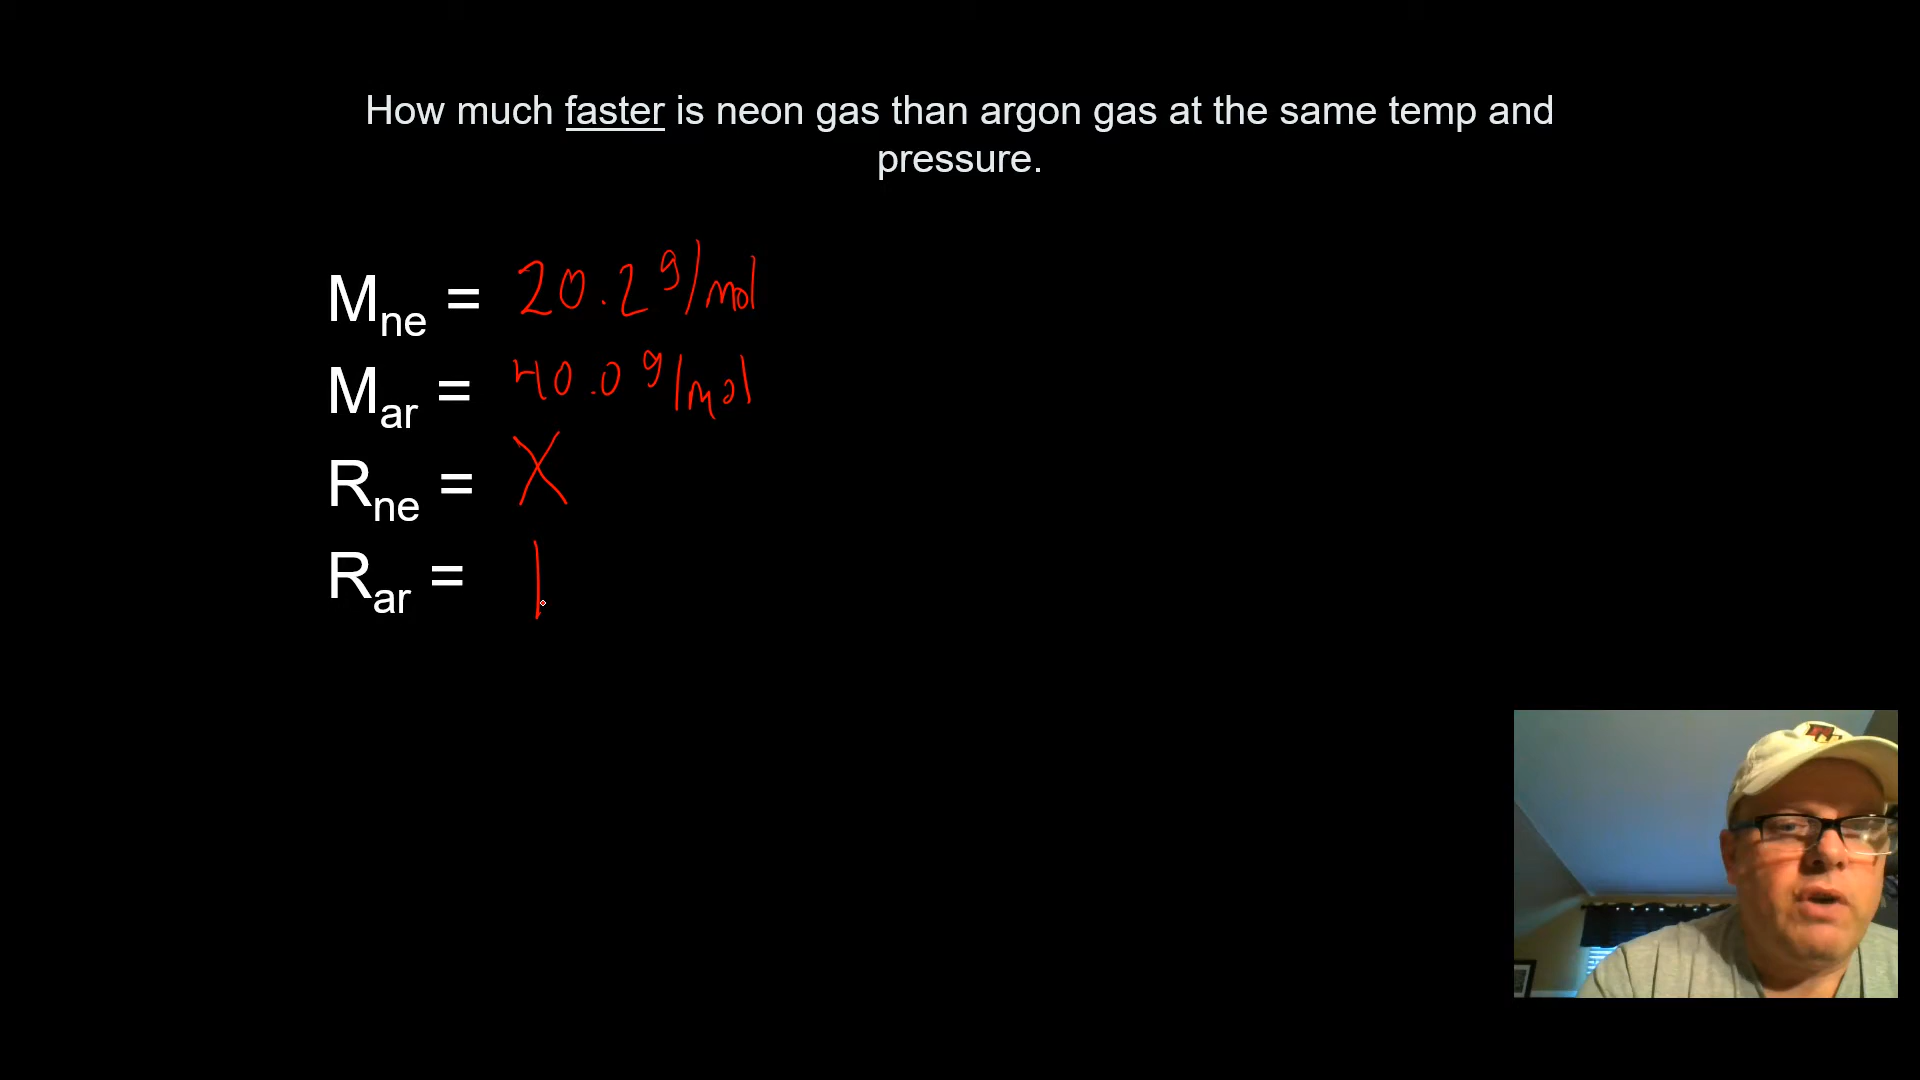 How much faster is neon gas than argon gas at the same temp and
pressure.
Mne = 20.2 g/mol
Mar = 40.0 g/mol
Rne = X
Rar = 1